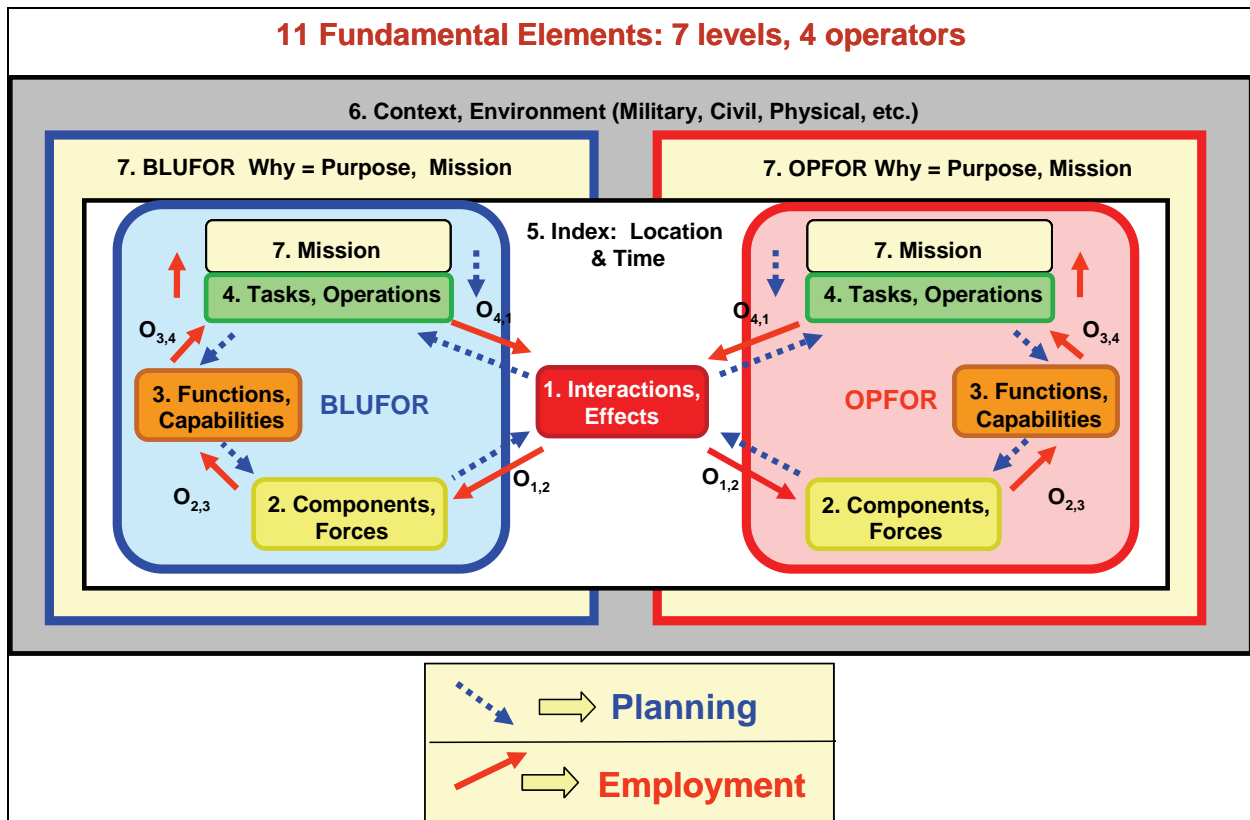 11 Fundamental Elements: 7 levels, 4 operators
6. Context, Environment (Military, Civil, Physical, etc.)
7. BLUFOR  Why = Purpose,  Mission
7. OPFOR Why = Purpose, Mission
5. Index:  Location
& Time
7. Mission
4. Tasks, Operations
O4,1
O3,4
3. Functions,
Capabilities
BLUFOR
O2,3
2. Components,
Forces
O1,2
1. Interactions,
Effects
7. Mission
4. Tasks, Operations
O4,1
O3,4
OPFOR
3. Functions,
Capabilities
O1,2
O2,3
2. Components,
Forces
Planning
Employment